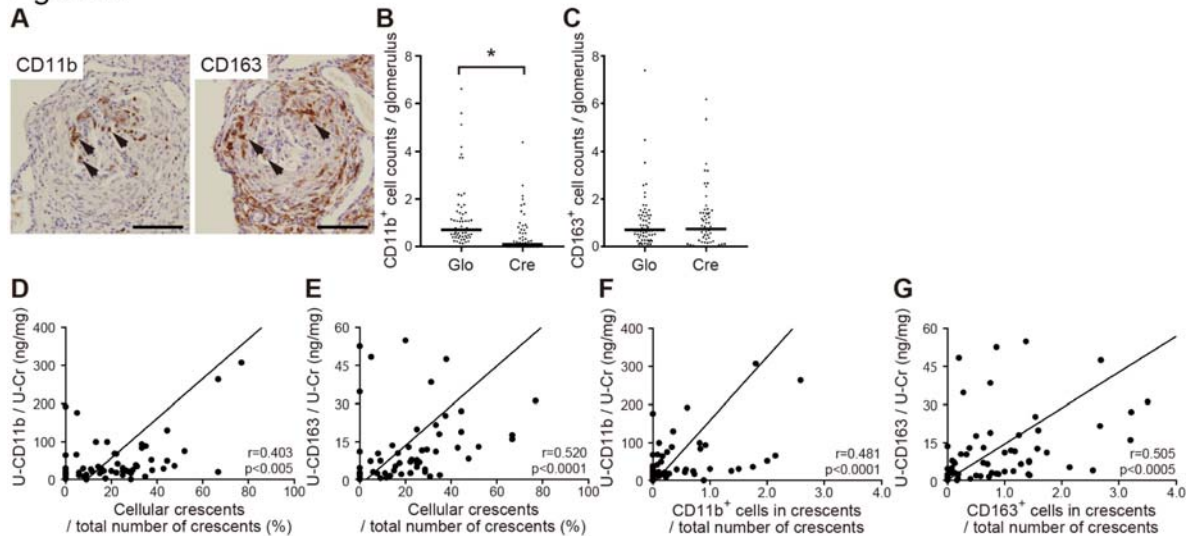 A
B
C
CD11b
CD163
*
CD11b+ cell counts / glomerulus
8
6
4
2
0
Glo
Cre
CD163+ cell counts / glomerulus
8
6
4
2
0
Glo
Cre
D
E
F
G
U-CD11b / U-Cr (ng/mg)
400
300
200
100
0
0
20
40
60
80
100
r=0.403
p<0.005
Cellular crescents
/ total number of crescents (%)
U-CD163 / U-Cr (ng/mg)
60
45
30
15
0
0
20
40
60
80
100
r=0.520
p<0.0001
Cellular crescents
/ total number of crescents (%)
U-CD11b / U-Cr (ng/mg)
400
300
200
100
0
0
1.0
2.0
3.0
4.0
r=0.481
p<0.0001
CD11b+ cells in crescents
/ total number of crescents
U-CD163 / U-Cr (ng/mg)
60
45
30
15
0
0
1.0
2.0
3.0
4.0
r=0.505
p<0.0005
CD163+ cells in crescents
/ total number of crescents